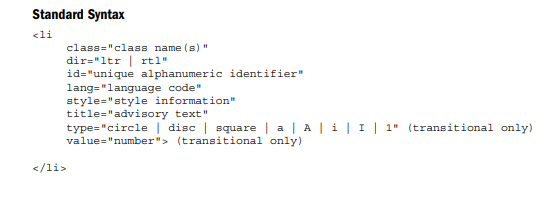 Standard Syntax
<li
class="class name(s)"
dir="ltr | rtl"
id="unique alphanumeric identifier"
lang="language code"
style="style information"
title="advisory text"
type="circle | disc | square | a | A | i | I | 1" (transitional only)
value="number"> (transitional only)
</li>